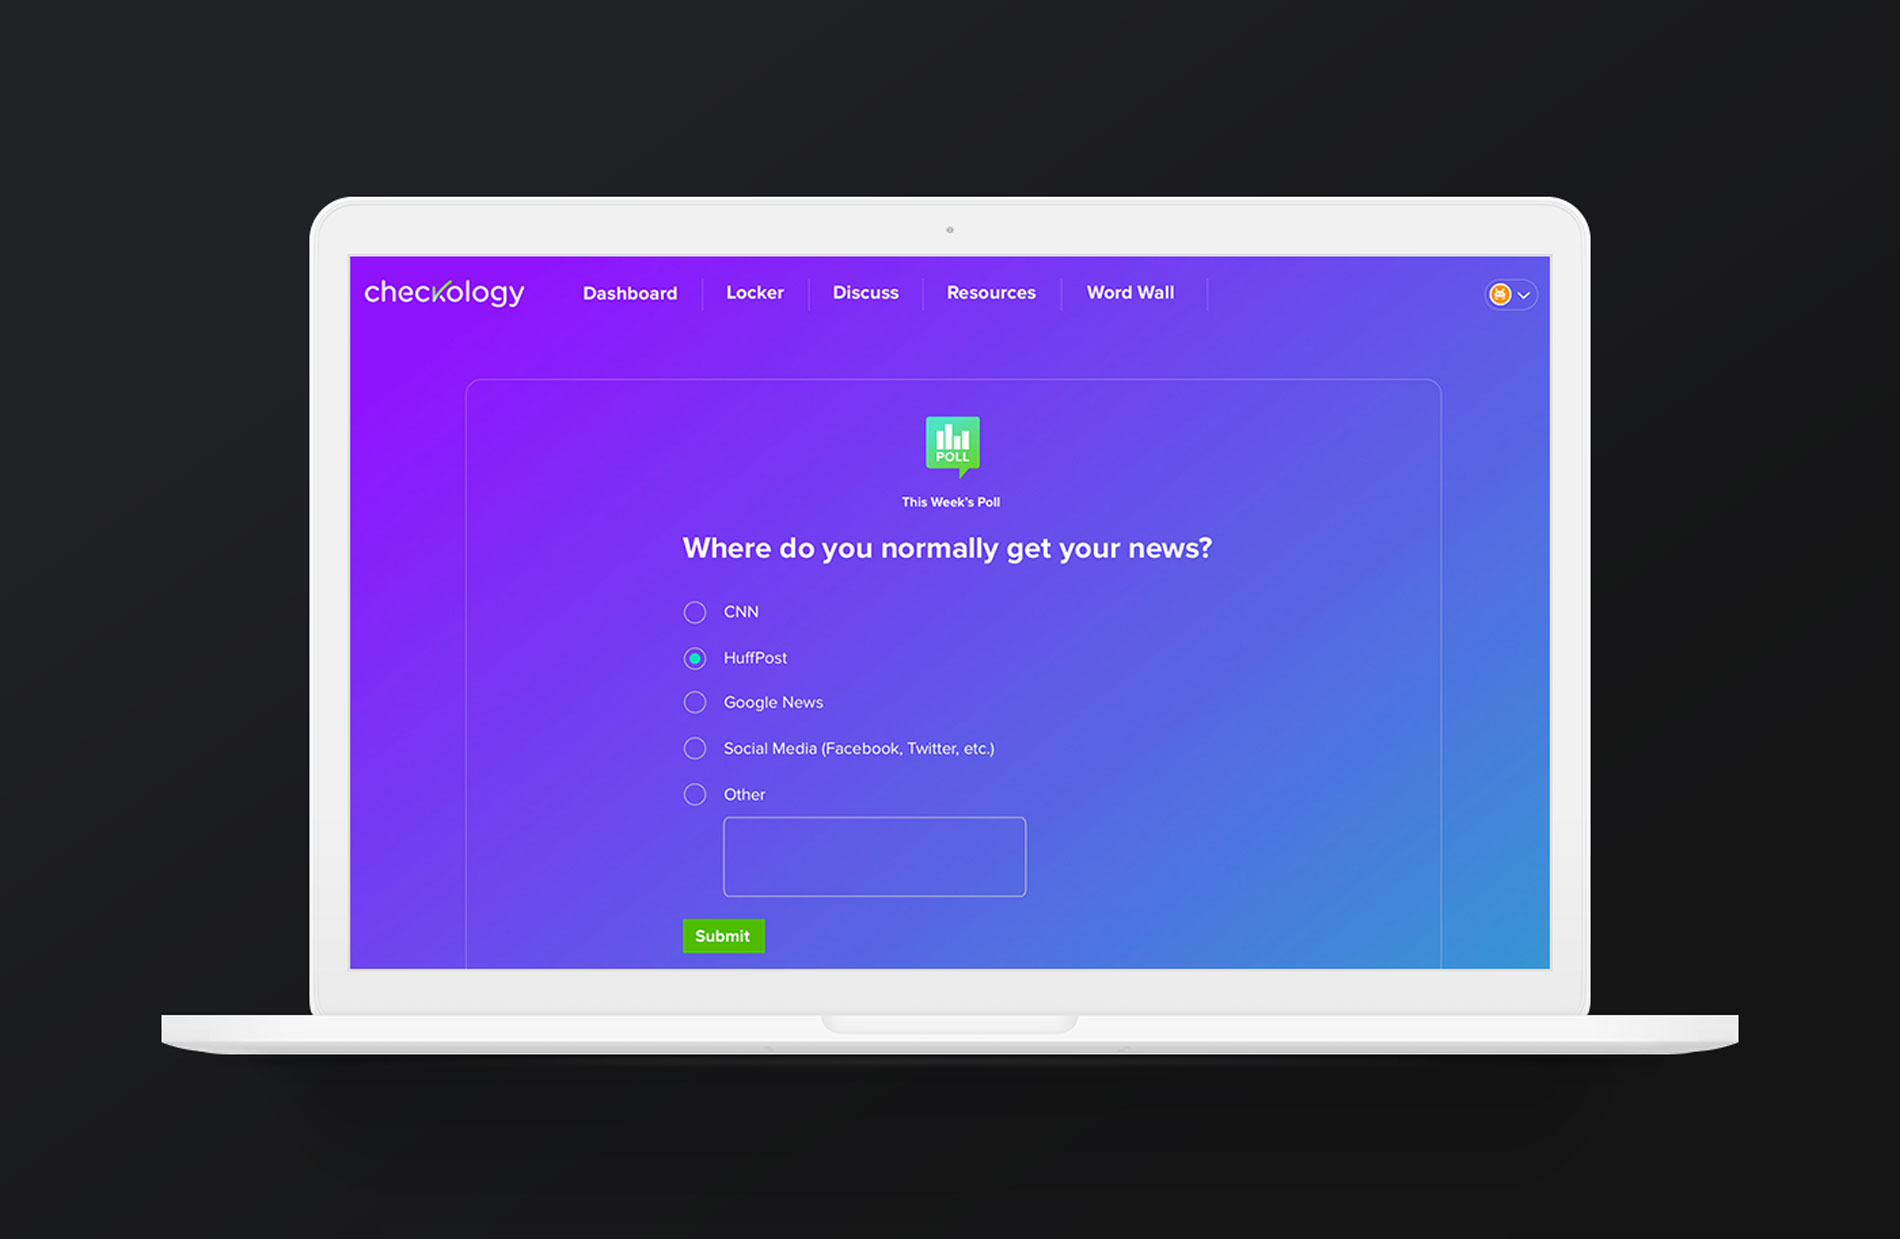 checkology
Dashboard
Locker
Discuss
Resources
Word Wall
POLL
This Week's Poll
Where do you normally get your news?
CNN
HuffPost
Google News
Social Media (Facebook, Twitter, etc.)
Other
Submit